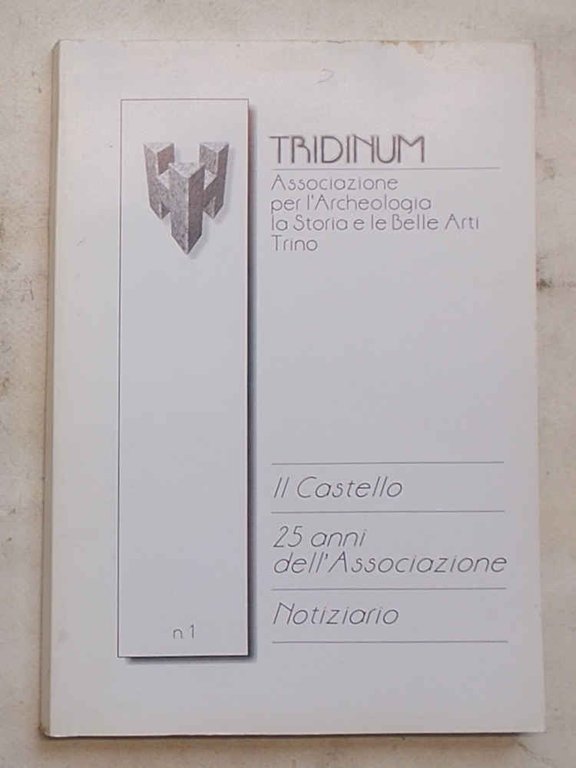 TRIDINUM
Associazione
per l'Archeologia
la Storia e le Belle Arti
Trino
Il Castello
25 anni
dell'Associazione
Notiziario
n. 1